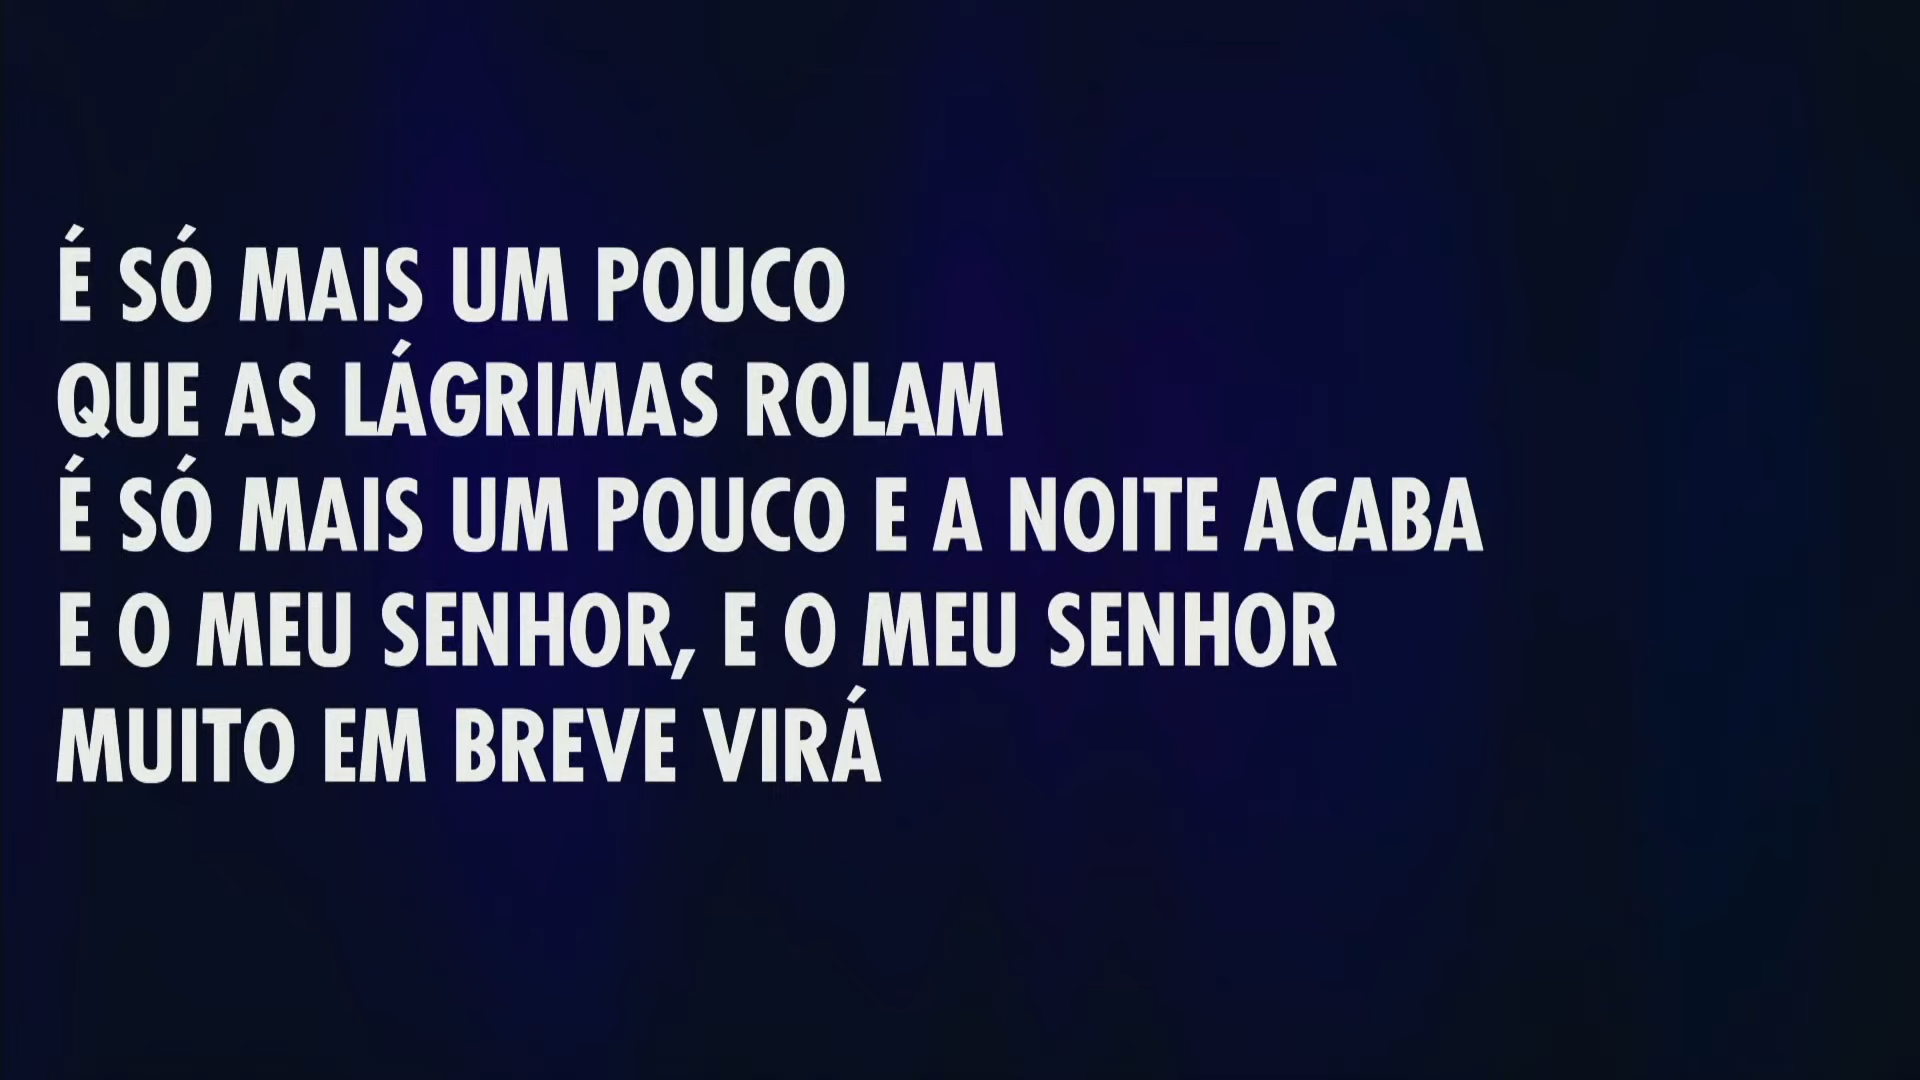 É SÓ MAIS UM POUCO
QUE AS LÁGRIMAS ROLAM
É SÓ MAIS UM POUCO E A NOITE ACABA
E O MEU SENHOR, E O MEU SENHOR
MUITO EM BREVE VIRÁ